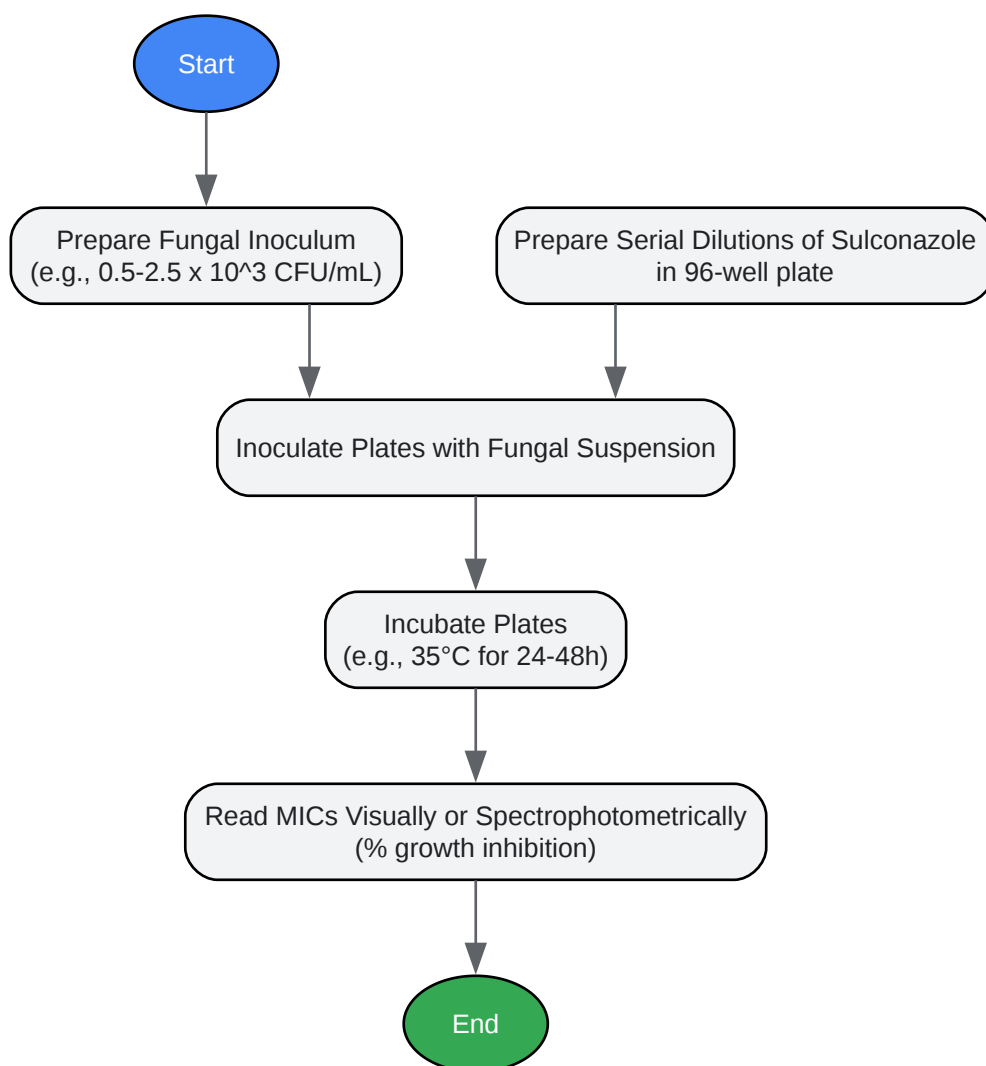 Start
Prepare Fungal Inoculum
(e.g., 0.5-2.5 x 10^3 CFU/mL)
Prepare Serial Dilutions of Sulconazole
in 96-well plate
Inoculate Plates with Fungal Suspension
Incubate Plates
(e.g., 35°C for 24-48h)
Read MICs Visually or Spectrophotometrically
(% growth inhibition)
End